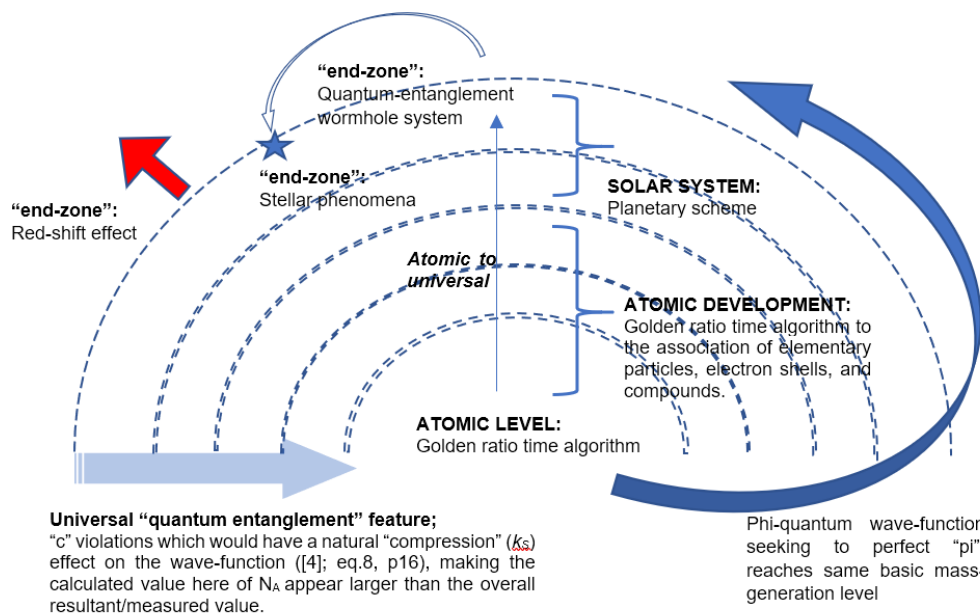 “end-zone”:
Quantum-entanglement
wormhole system
“end-zone”:
Stellar phenomena
“end-zone”:
Red-shift effect
SOLAR SYSTEM:
Planetary scheme
Atomic to
universal
ATOMIC DEVELOPMENT:
Golden ratio time algorithm to
the association of elementary
particles, electron shells, and
compounds.
ATOMIC LEVEL:
Golden ratio time algorithm
Universal “quantum entanglement” feature;
“c” violations which would have a natural “compression” (kS)
effect on the wave-function ([4]; eq.8, p16), making the
calculated value here of NA appear larger than the overall
resultant/measured value.
Phi-quantum wave-function
seeking to perfect “pi”
reaches same basic mass-
generation level